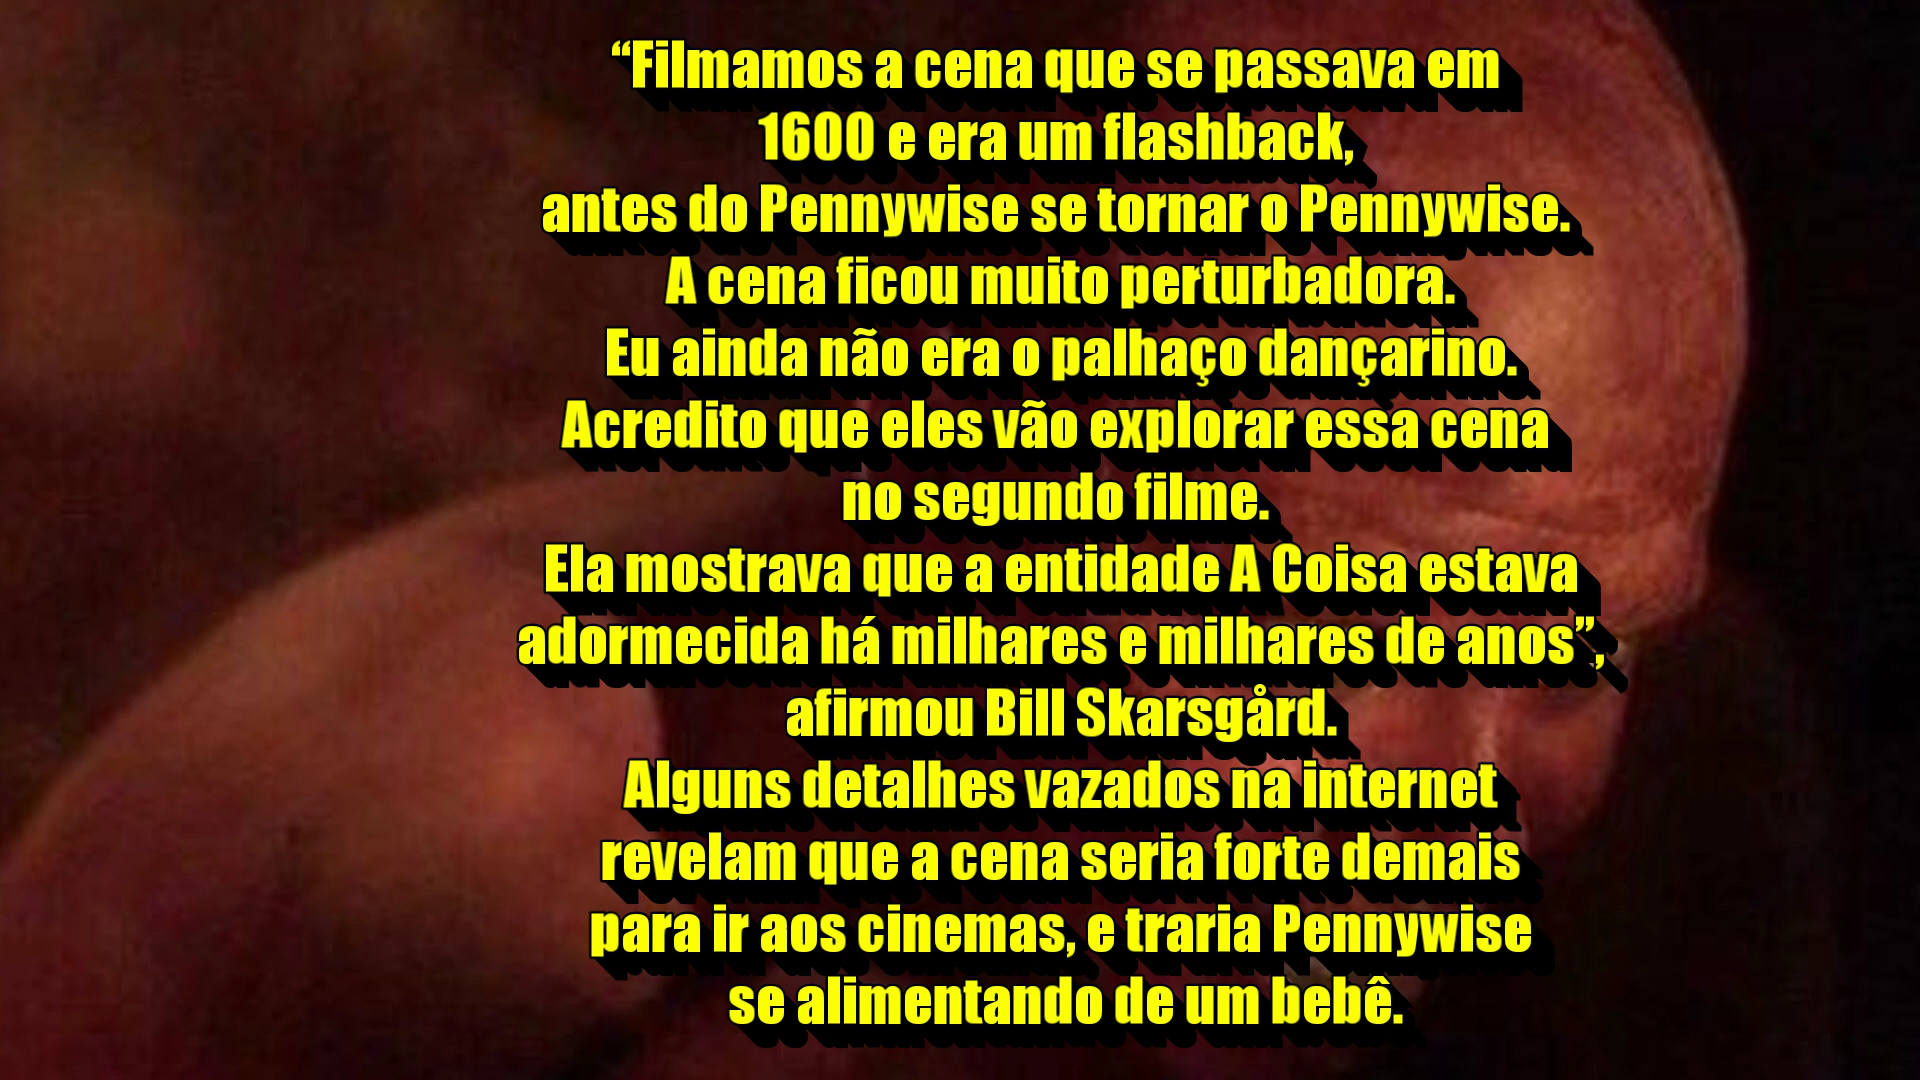 “Filmamos a cena que se passava em
1600 e era um flashback,
antes do Pennywise se tornar o Pennywise.
A cena ficou muito perturbadora.
Eu ainda não era o palhaço dançarino.
Acredito que eles vão explorar essa cena
no segundo filme.
Ela mostrava que a entidade A Coisa estava
adormecida há milhares e milhares de anos”,
afirmou Bill Skarsgård.
Alguns detalhes vazados na internet
revelam que a cena seria forte demais
para ir aos cinemas, e traria Pennywise
se alimentando de um bebê.